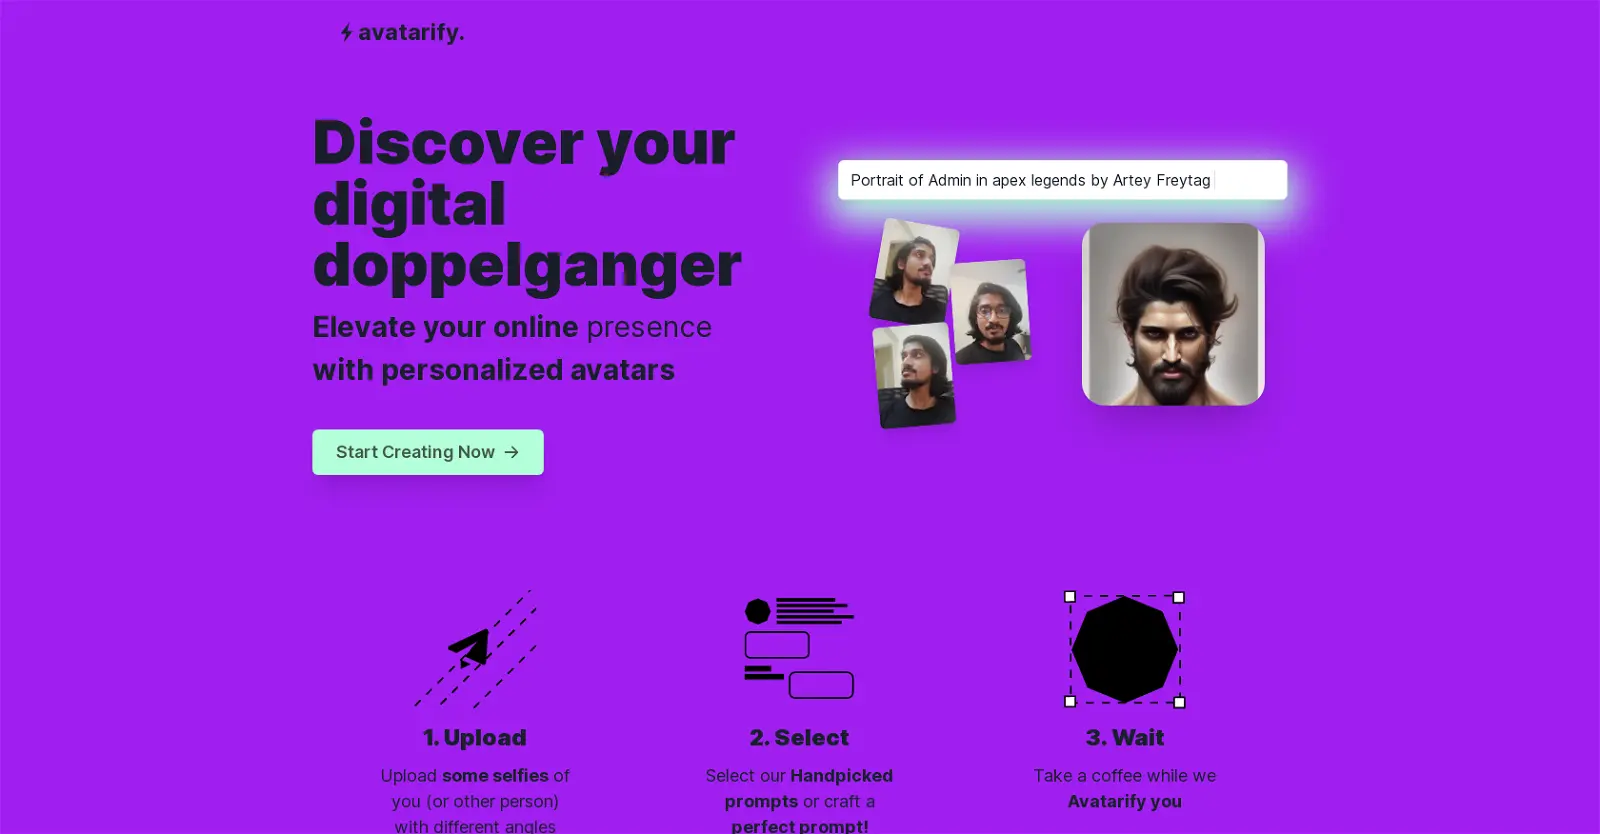 avatarify.
Discover your
digital
doppelganger
Elevate your online presence
with personalized avatars
Start Creating Now →
Portrait of Admin in apex legends by Artey Freytag
1. Upload
Upload some selfies of
you (or other person)
with different angles
2. Select
Select our Handpicked
prompts or craft a
perfect prompt!
3. Wait
Take a coffee while we
Avatarify you